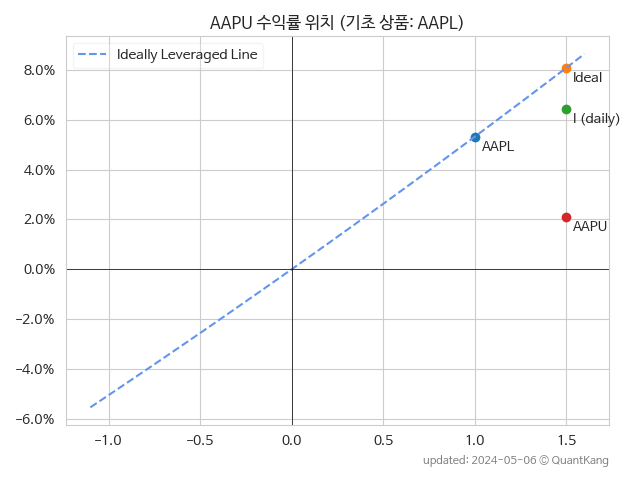 AAPU 수익률 위치 (기초 상품: AAPL)
Ideally Leveraged Line
8.0%
6.0%
4.0%
2.0%
0.0%
−2.0%
−4.0%
−6.0%
Ideal
I (daily)
AAPL
AAPU
−1.0 −0.5 0.0 0.5 1.0 1.5
updated: 2024-05-06 © QuantKang